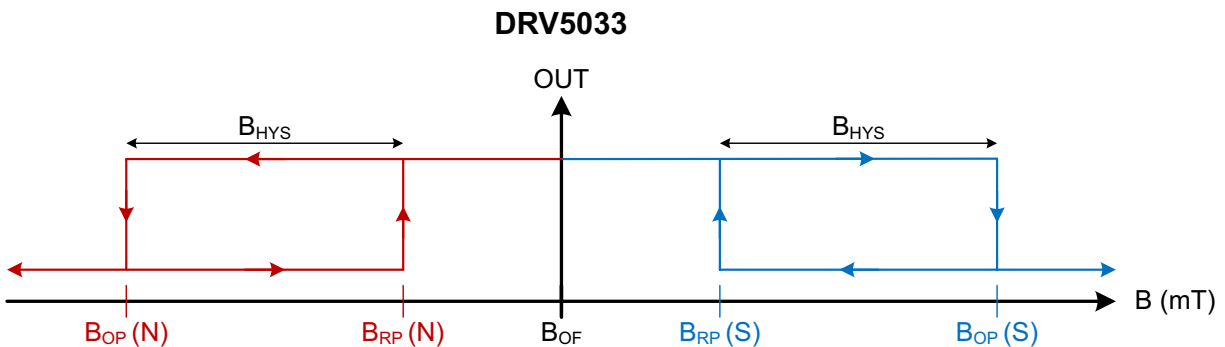 DRV5033
OUT
BHYS
BHYS
B (mT)
BOP (N)
BRP (N)
BOF
BRP (S)
BOP (S)